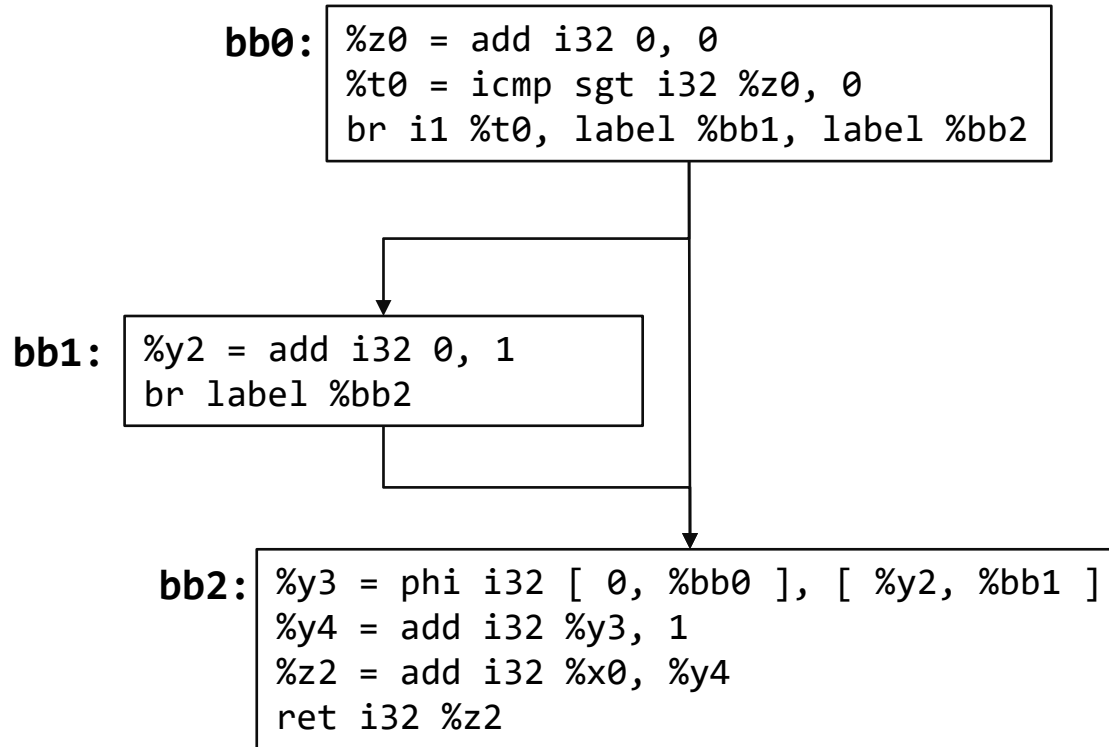 bb0:
%z0 = add i32 0, 0
%t0 = icmp sgt i32 %z0, 0
br i1 %t0, label %bb1, label %bb2
bb1:
%y2 = add i32 0, 1
br label %bb2
bb2:
%y3 = phi i32 [ 0, %bb0 ], [ %y2, %bb1 ]
%y4 = add i32 %y3, 1
%z2 = add i32 %x0, %y4
ret i32 %z2